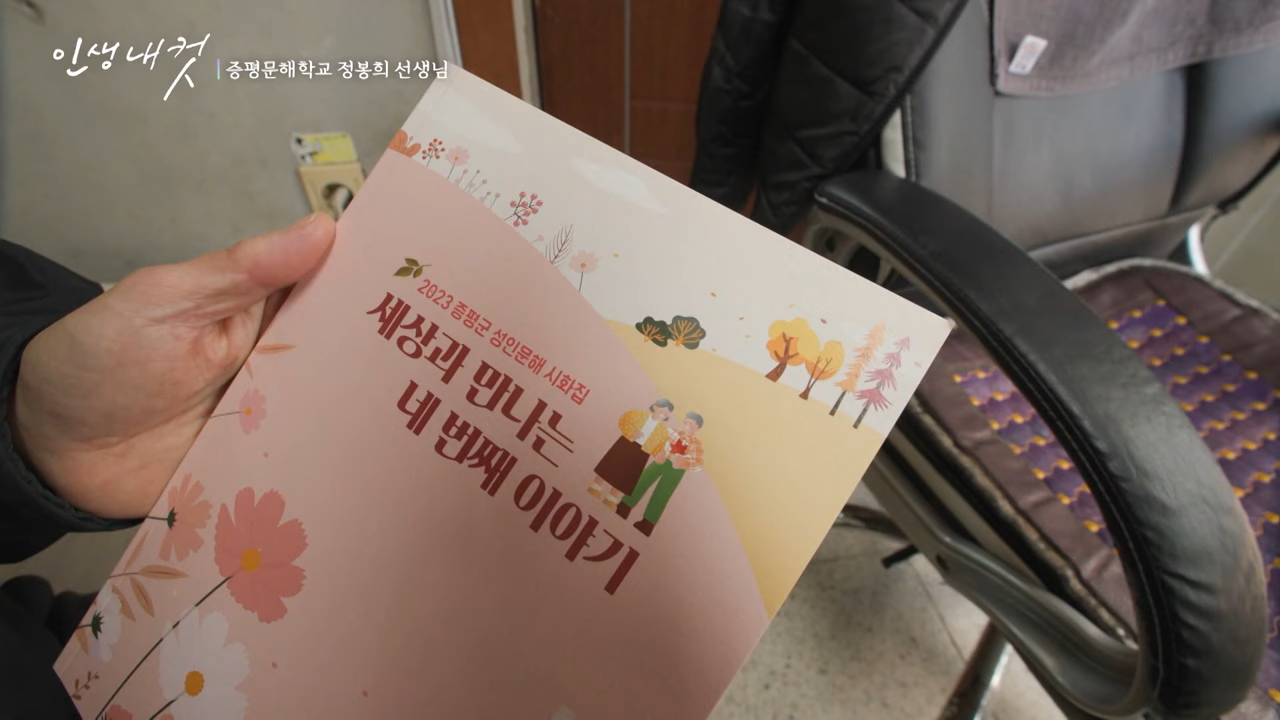 인생 내 컷
증평문해학교 정봉희 선생님
2023 증평군 성인문해 시화집
세상과 만나는
네 번째 이야기